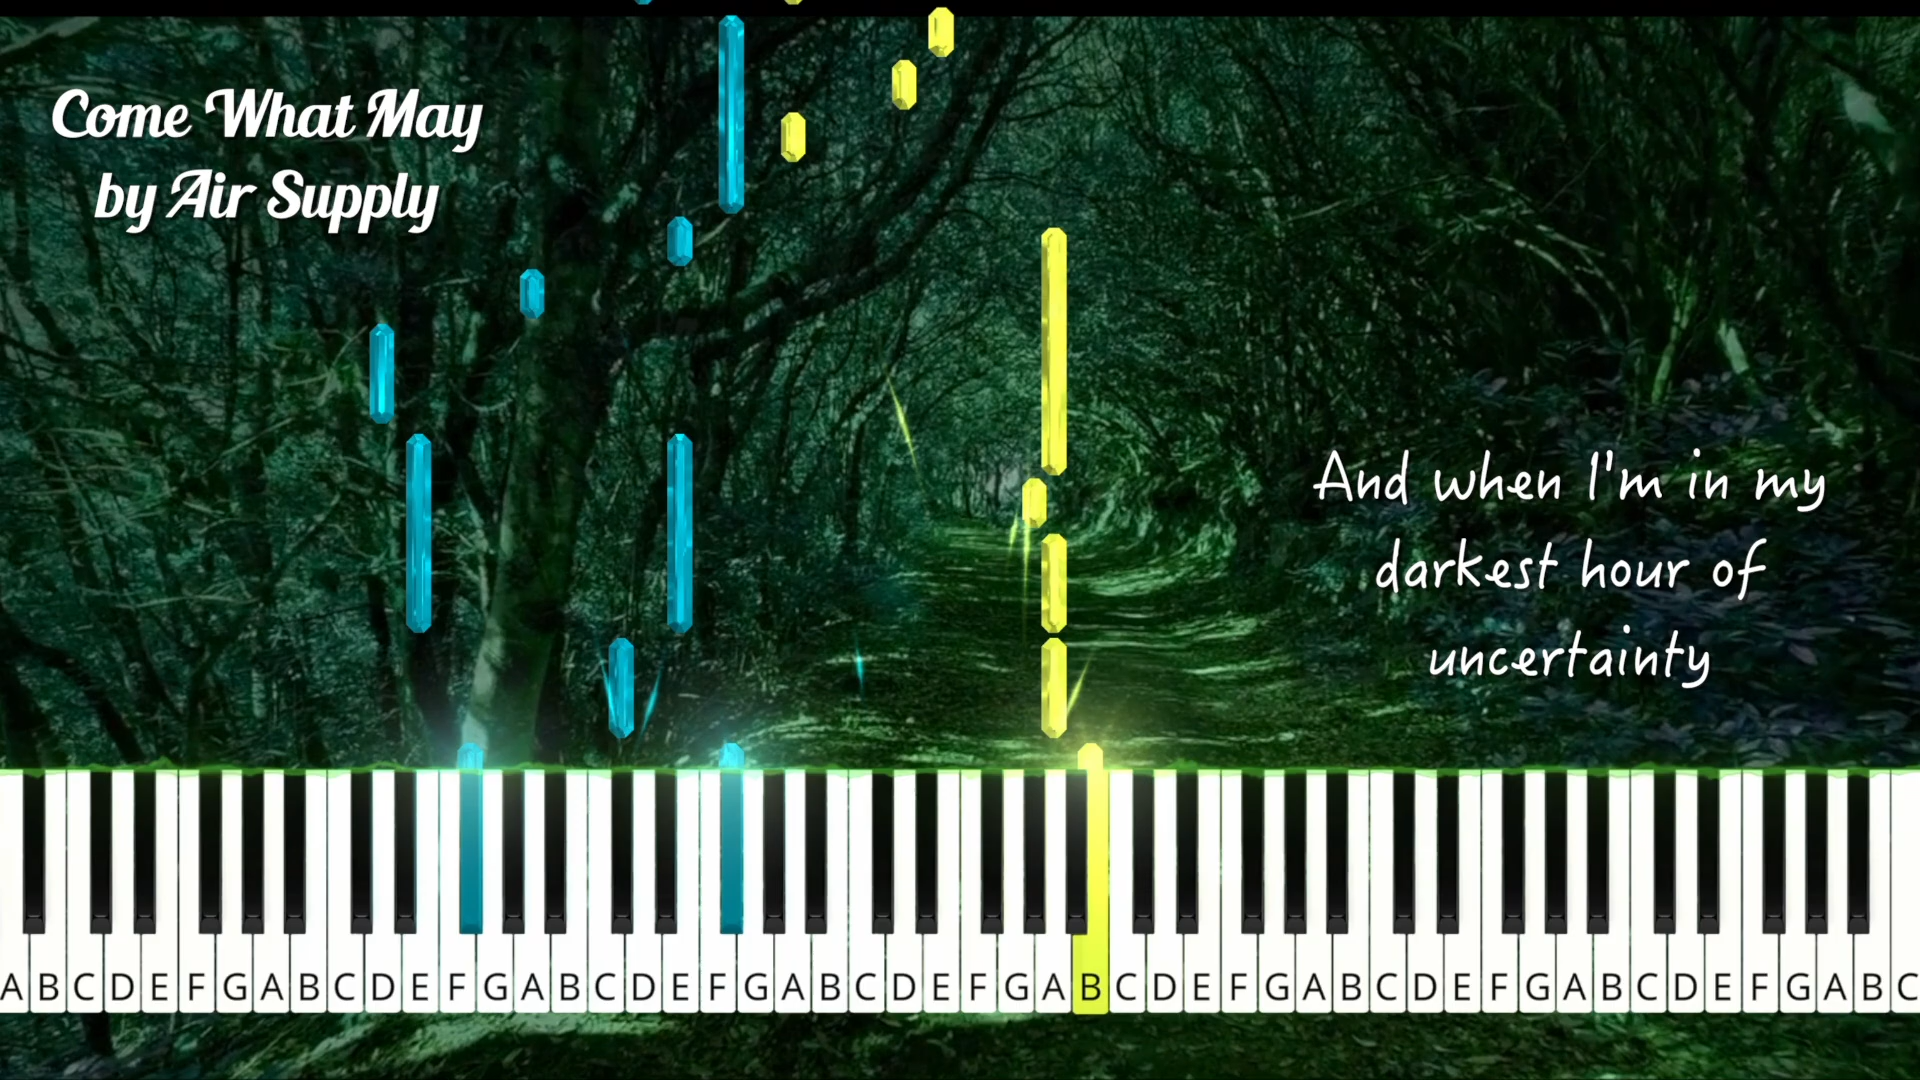 Come What May
by Air Supply
And when I'm in my
darkest hour of
uncertainty
A B C D E F G A B C D E F G A B C D E F G A B C D E F G A B C D E F G A B C D E F G A B C D E F G A B C